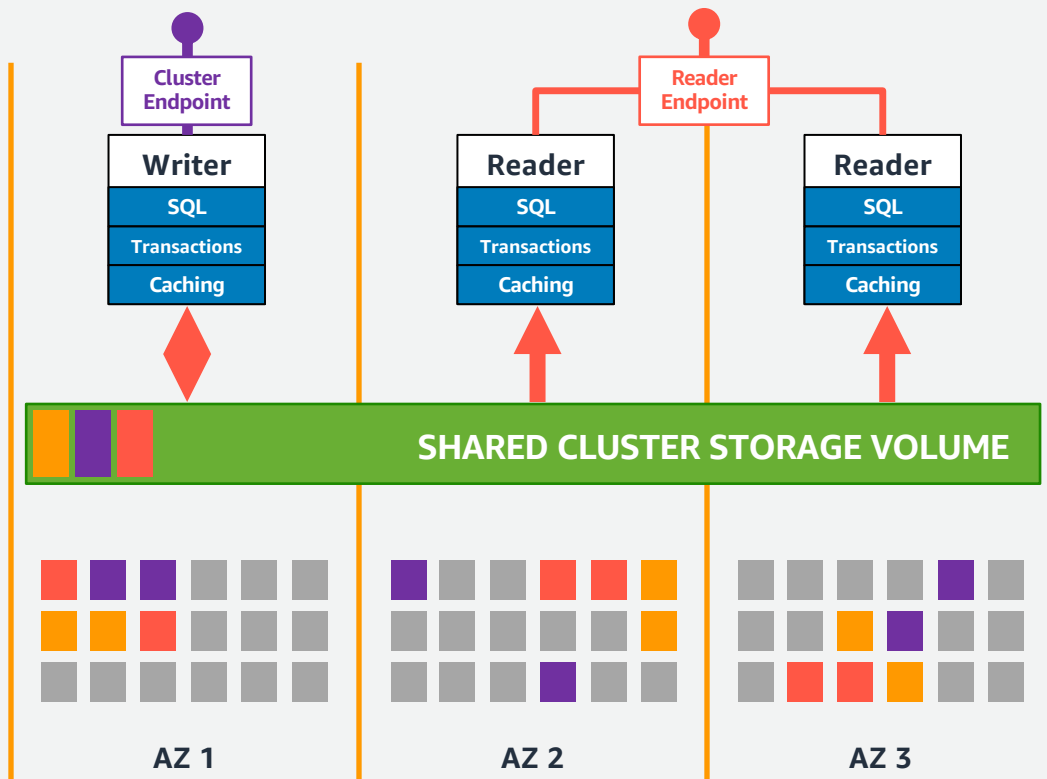 Cluster
Endpoint
Reader
Endpoint
Writer
SQL
Transactions
Caching
Reader
SQL
Transactions
Caching
Reader
SQL
Transactions
Caching
SHARED CLUSTER STORAGE VOLUME
AZ 1
AZ 2
AZ 3